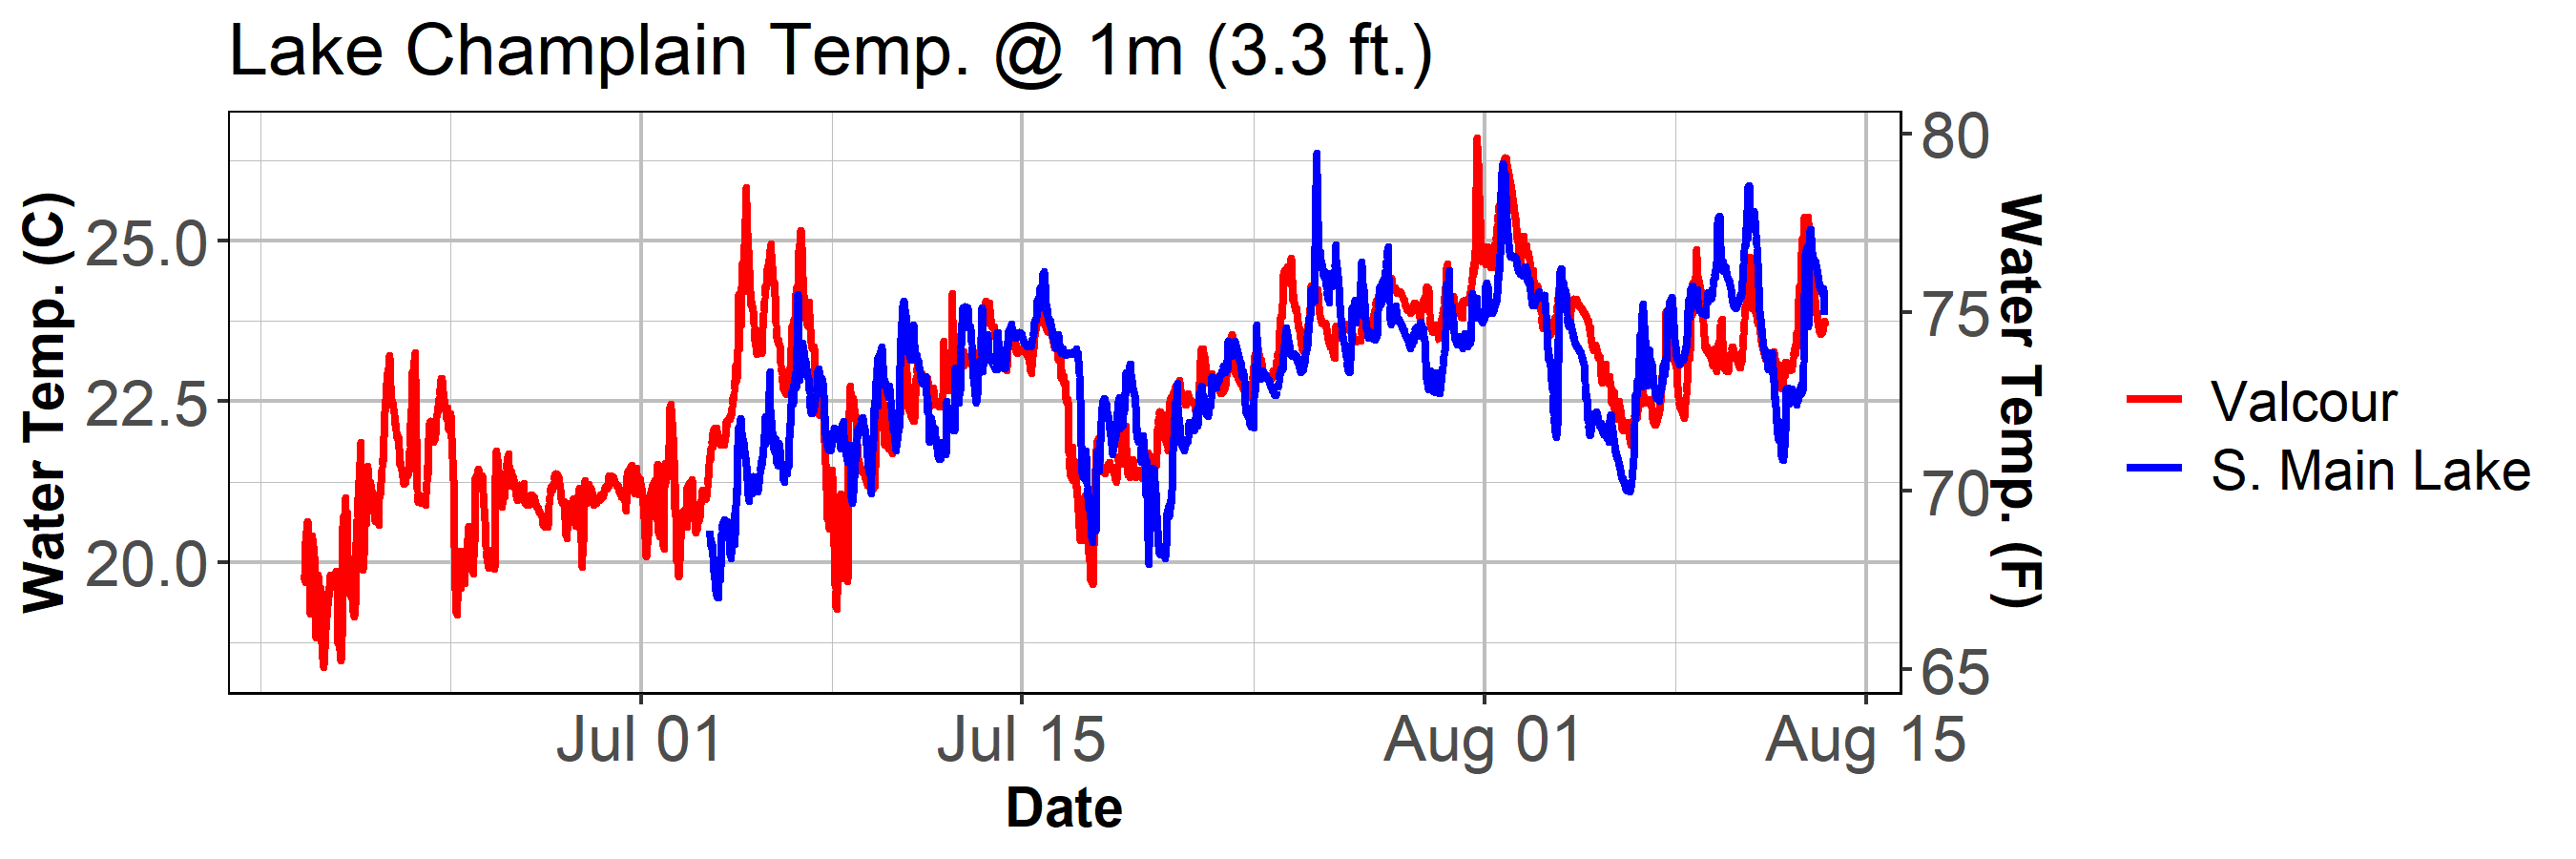 Lake Champlain Temp. @ 1m (3.3 ft.)
Water Temp. (C)
25.0
22.5
20.0
80
75
70
65
Water Temp. (F)
Jul 01
Jul 15
Aug 01
Aug 15
Date
Valcour
S. Main Lake